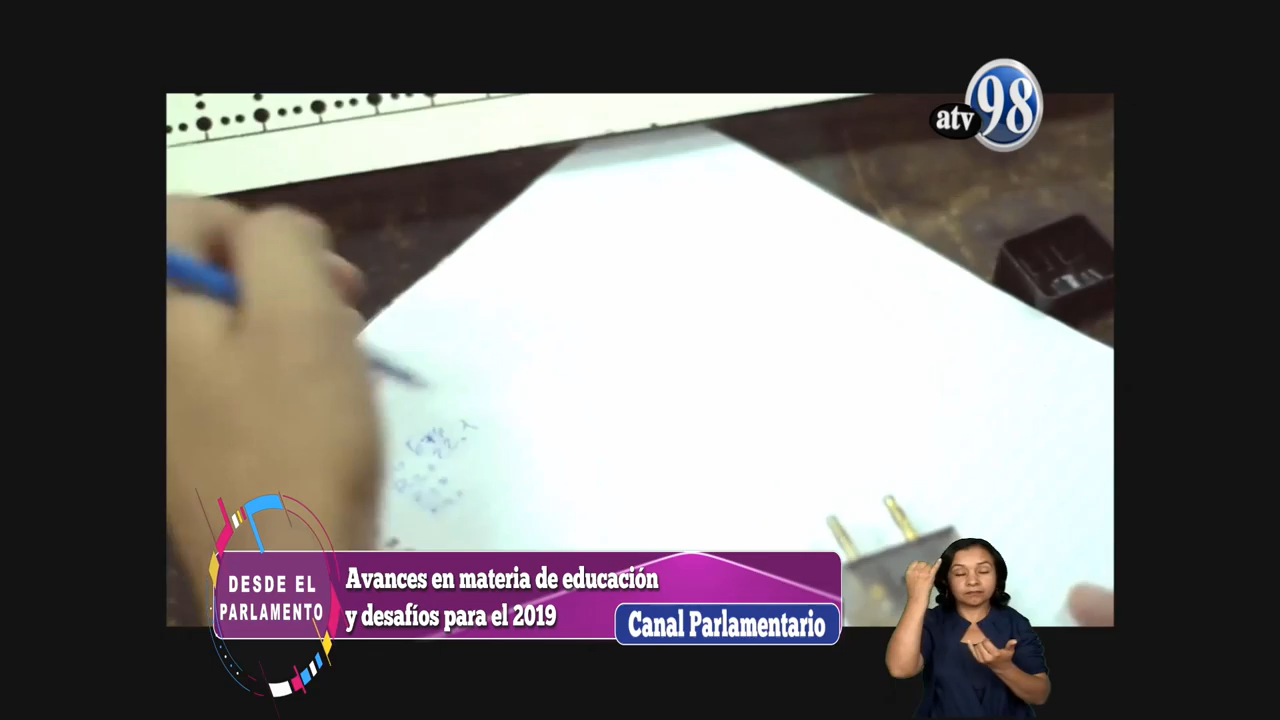 atv 98
DESDE EL
PARLAMENTO
Avances en materia de educación
y desafíos para el 2019
Canal Parlamentario